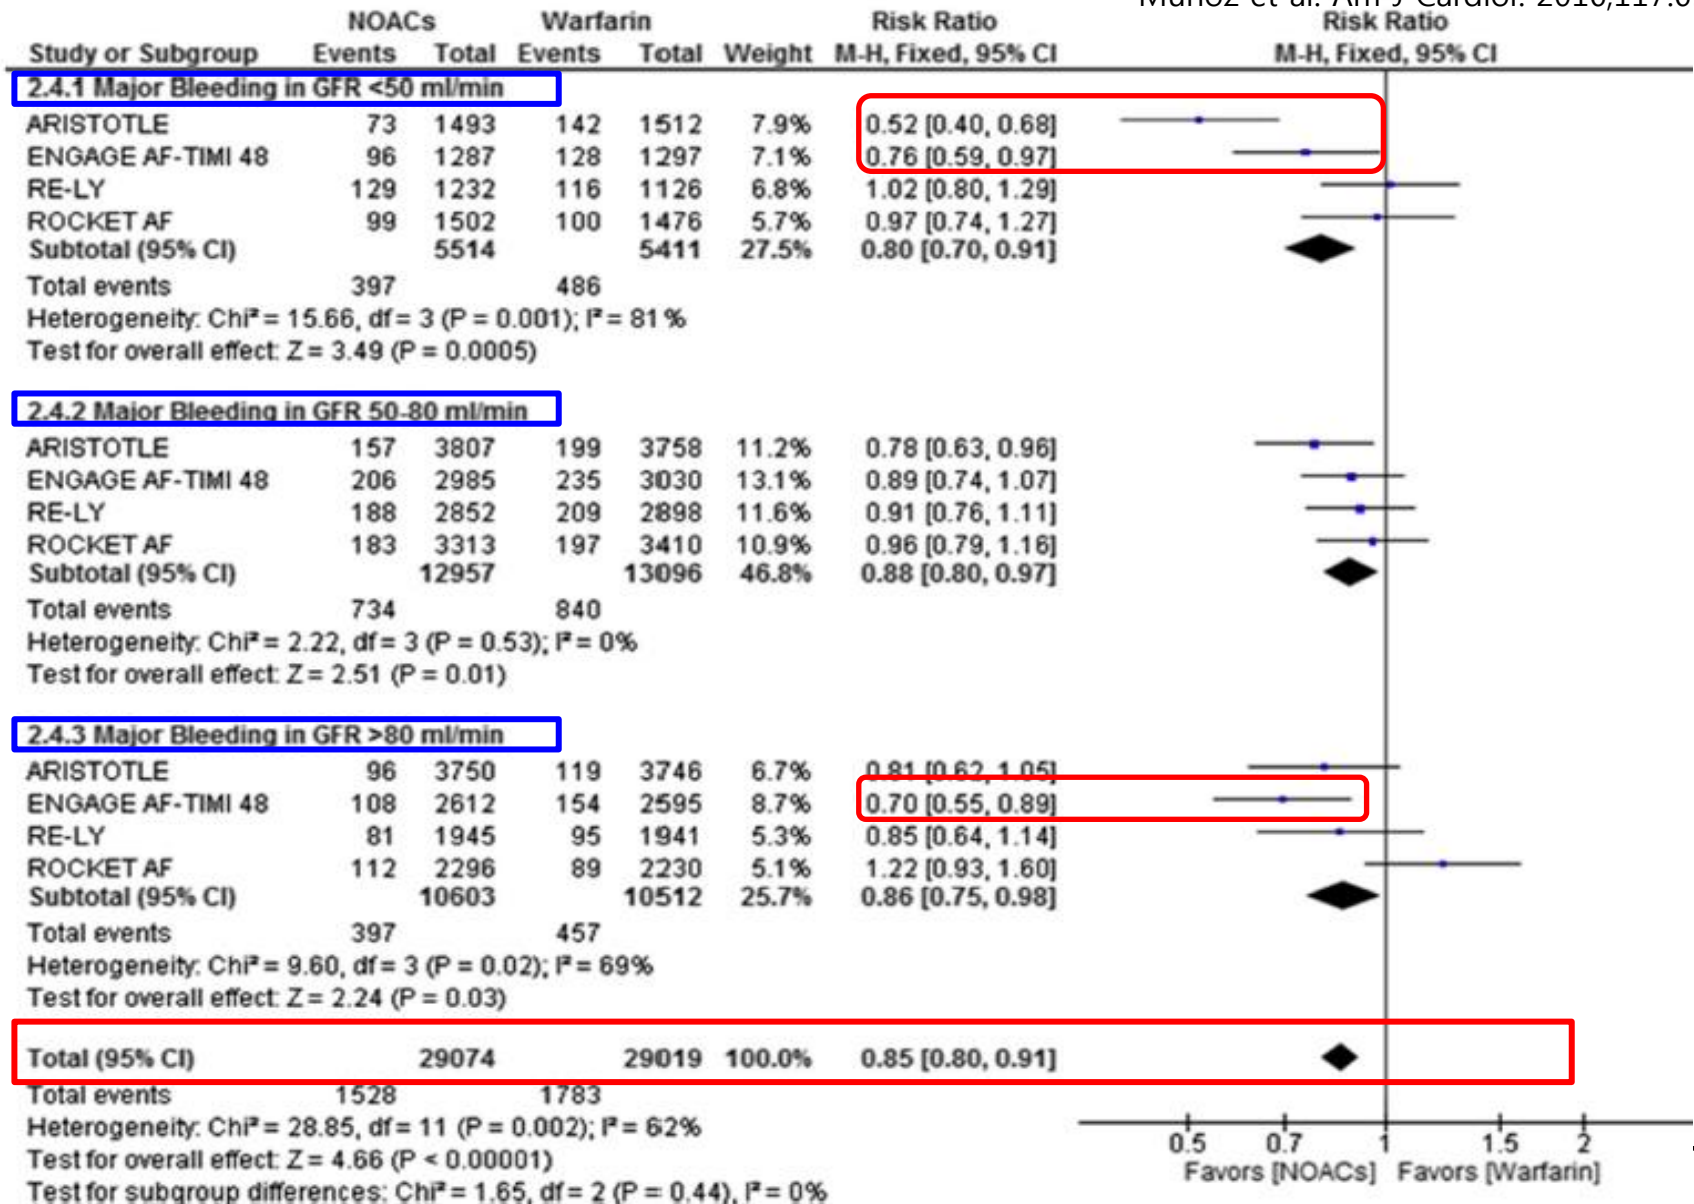 Munoz et al. Am J Cardiol. 2016;117:6
NOACs Warfarin Risk Ratio Risk Ratio
Study or Subgroup Events Total Events Total Weight M-H, Fixed, 95% CI M-H, Fixed, 95% CI
2.4.1 Major Bleeding in GFR <50 ml/min
ARISTOTLE 73 1493 142 1512 7.9% 0.52 [0.40, 0.68]
ENGAGE AF-TIMI 48 96 1287 128 1297 7.1% 0.76 [0.59, 0.97]
RE-LY 129 1232 116 1126 6.8% 1.02 [0.80, 1.29]
ROCKET AF 99 1502 100 1476 5.7% 0.97 [0.74, 1.27]
Subtotal (95% CI) 5514 5411 27.5% 0.80 [0.70, 0.91]
Total events 397 486
Heterogeneity: Chi² = 15.66, df = 3 (P = 0.001); I² = 81%
Test for overall effect: Z = 3.49 (P = 0.0005)
2.4.2 Major Bleeding in GFR 50-80 ml/min
ARISTOTLE 157 3807 199 3758 11.2% 0.78 [0.63, 0.96]
ENGAGE AF-TIMI 48 206 2985 235 3030 13.1% 0.89 [0.74, 1.07]
RE-LY 188 2852 209 2898 11.6% 0.91 [0.76, 1.11]
ROCKET AF 183 3313 197 3410 10.9% 0.96 [0.79, 1.16]
Subtotal (95% CI) 12957 13096 46.8% 0.88 [0.80, 0.97]
Total events 734 840
Heterogeneity: Chi² = 2.22, df = 3 (P = 0.53); I² = 0%
Test for overall effect: Z = 2.51 (P = 0.01)
2.4.3 Major Bleeding in GFR >80 ml/min
ARISTOTLE 96 3750 119 3746 6.7% 0.81 [0.62, 1.05]
ENGAGE AF-TIMI 48 108 2612 154 2595 8.7% 0.70 [0.55, 0.89]
RE-LY 81 1945 95 1941 5.3% 0.85 [0.64, 1.14]
ROCKET AF 112 2296 89 2230 5.1% 1.22 [0.93, 1.60]
Subtotal (95% CI) 10603 10512 25.7% 0.86 [0.75, 0.98]
Total events 397 457
Heterogeneity: Chi² = 9.60, df = 3 (P = 0.02); I² = 69%
Test for overall effect: Z = 2.24 (P = 0.03)
Total (95% CI) 29074 29019 100.0% 0.85 [0.80, 0.91]
Total events 1528 1783
Heterogeneity: Chi² = 28.85, df = 11 (P = 0.002); I² = 62%
Test for overall effect: Z = 4.66 (P < 0.00001)
Test for subgroup differences: Chi² = 1.65, df = 2 (P = 0.44), I² = 0%
0.5 0.7 1 1.5 2
Favors [NOACs] Favors [Warfarin]